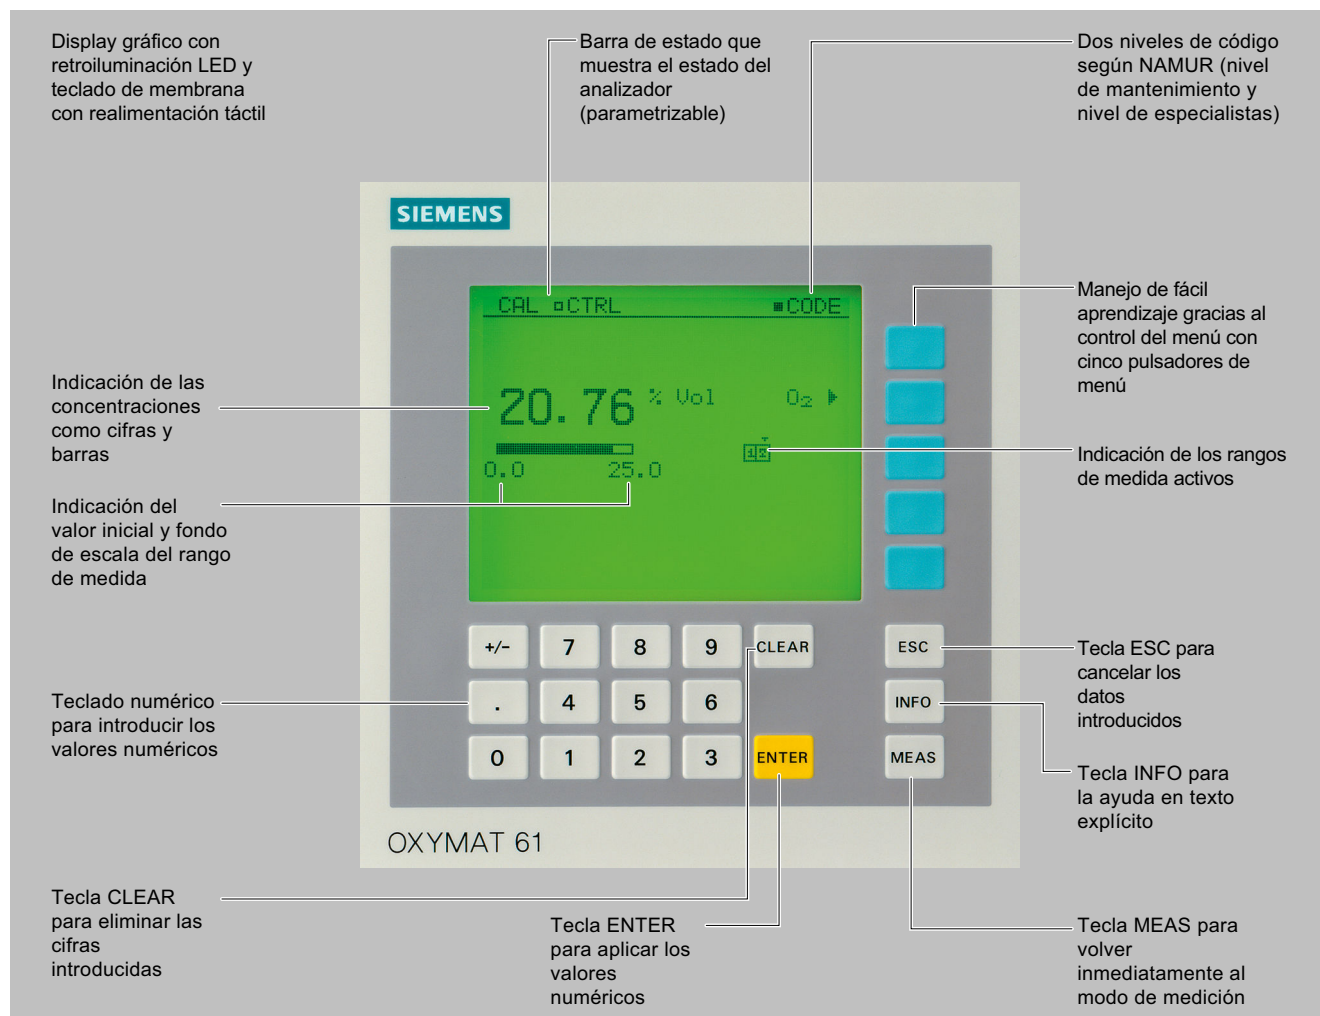 Display gráfico con
retroiluminación LED y
teclado de membrana
con realimentación táctil
Barra de estado que
muestra el estado del
analizador
(parametrizable)
Dos niveles de código
según NAMUR (nivel
de mantenimiento y
nivel de especialistas)
SIEMENS
CAL CTRL CODE
Manejo de fácil
aprendizaje gracias al
control del menú con
cinco pulsadores de
menú
Indicación de las
concentraciones
como cifras y
barras
20.76 % Vol O₂
0.0 25.0
1 2
Indicación de los rangos
de medida activos
Indicación del
valor inicial y fondo
de escala del rango
de medida
+/- 7 8 9 CLEAR ESC
. 4 5 6 INFO
0 1 2 3 ENTER MEAS
Teclado numérico
para introducir los
valores numéricos
Tecla ESC para
cancelar los
datos
introducidos
Tecla INFO para
la ayuda en texto
explícito
OXYMAT 61
Tecla CLEAR
para eliminar las
cifras
introducidas
Tecla ENTER
para aplicar los
valores
numéricos
Tecla MEAS para
volver
inmediatamente al
modo de medición